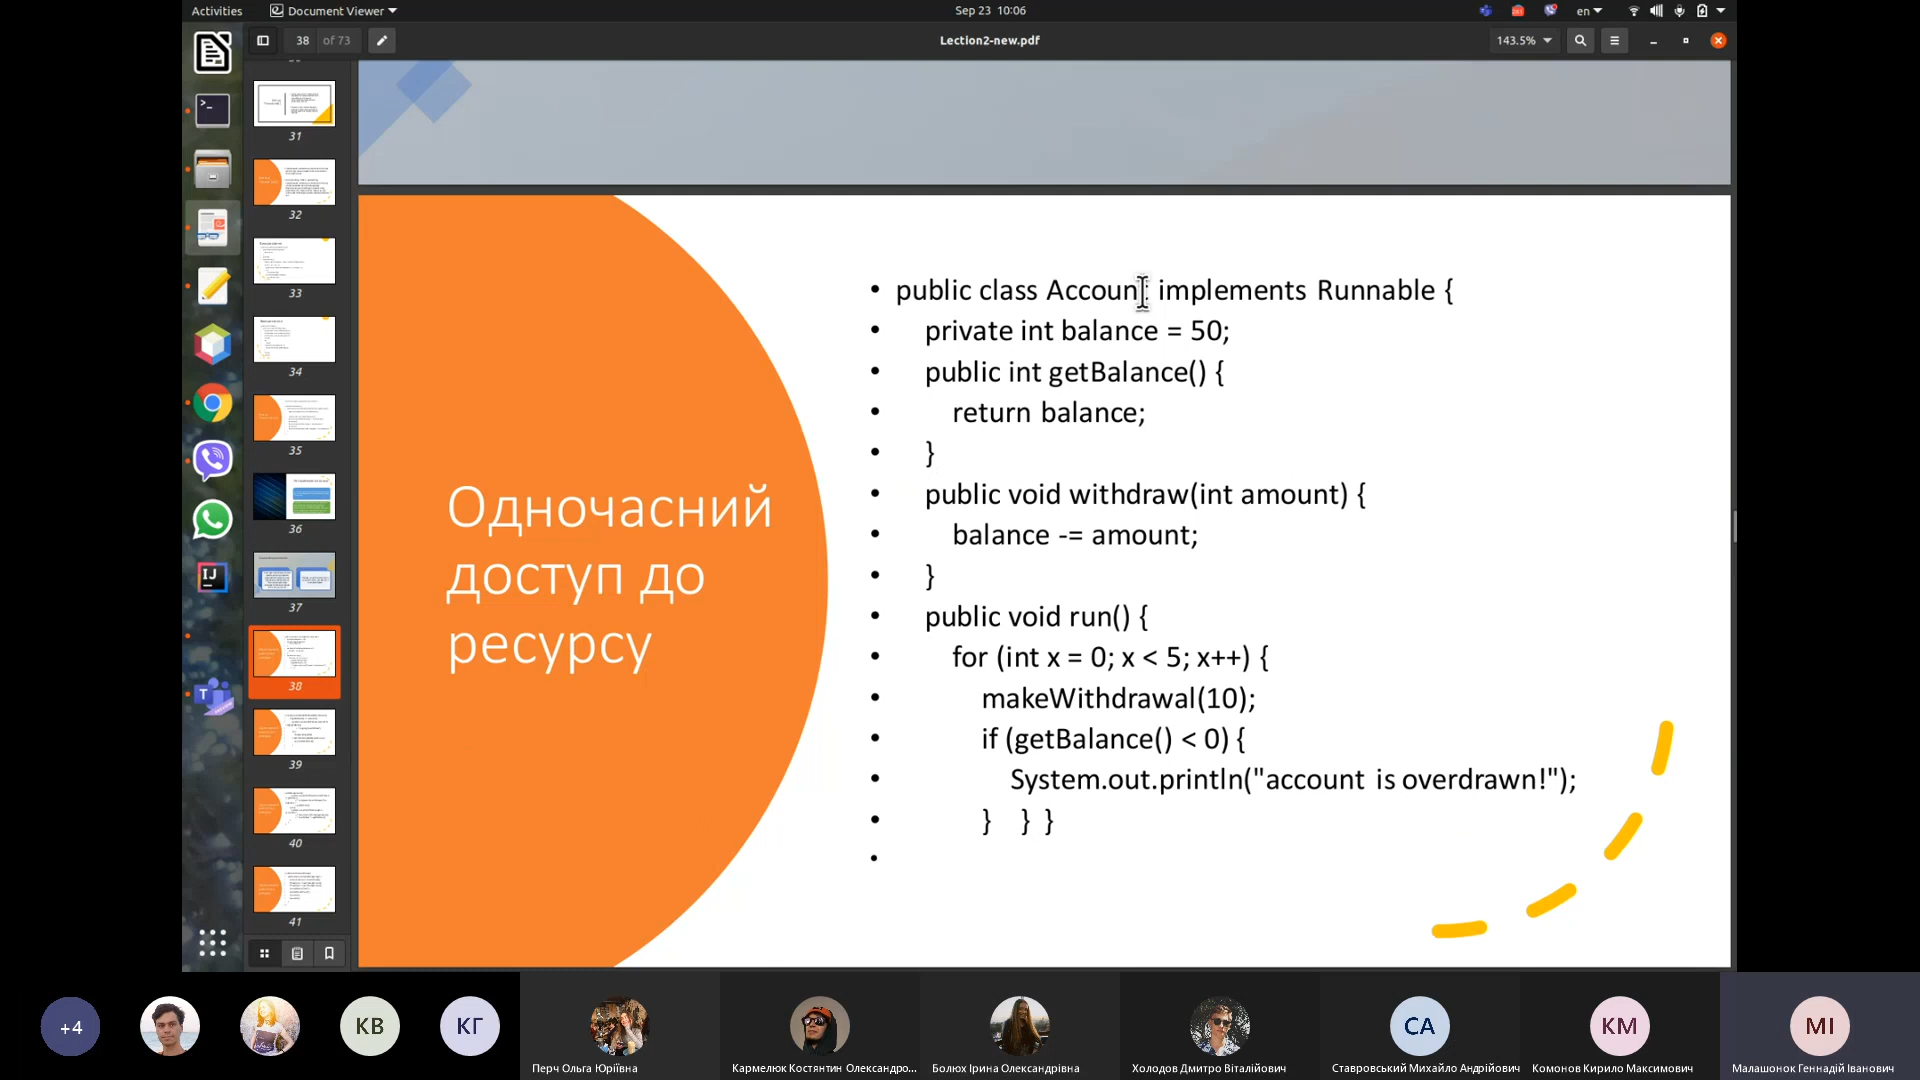 Activities Document Viewer Sep 23 10:06 en
38 of 73 Lection2-new.pdf 143.5%
31
32
33
34
35
36
37
38
39
40
41
Одночасний
доступ до
ресурсу
• public class Account implements Runnable {
• private int balance = 50;
• public int getBalance() {
• return balance;
• }
• public void withdraw(int amount) {
• balance -= amount;
• }
• public void run() {
• for (int x = 0; x < 5; x++) {
• makeWithdrawal(10);
• if (getBalance() < 0) {
• System.out.println("account is overdrawn!");
• } } }
•
+4 КВ КГ СА КМ МІ
Перч Ольга Юріївна Кармелюк Костянтин Олександро... Болюх Ірина Олександрівна Холодов Дмитро Віталійович Ставровський Михайло Андрійович Комонов Кирило Максимович Малашонок Геннадій Іванович